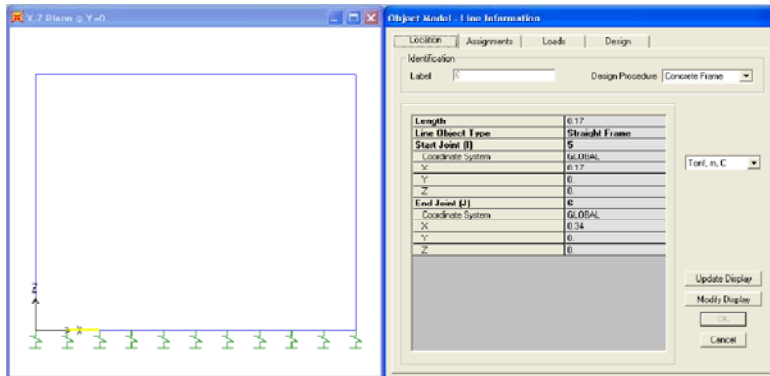 X-Z Plane @ Y=0
Z
X
Object Model - Line Information
Location Assignments Loads Design
Identification
Label Design Procedure Concrete Frame
Length 0.17
Line Object Type Straight Frame
Start Joint (I) 5
Coordinate System GLOBAL
X 0.17
Y 0.
Z 0.
End Joint (J) 6
Coordinate System GLOBAL
X 0.34
Y 0.
Z 0.
Tonf, m, C
Update Display
Modify Display
OK
Cancel